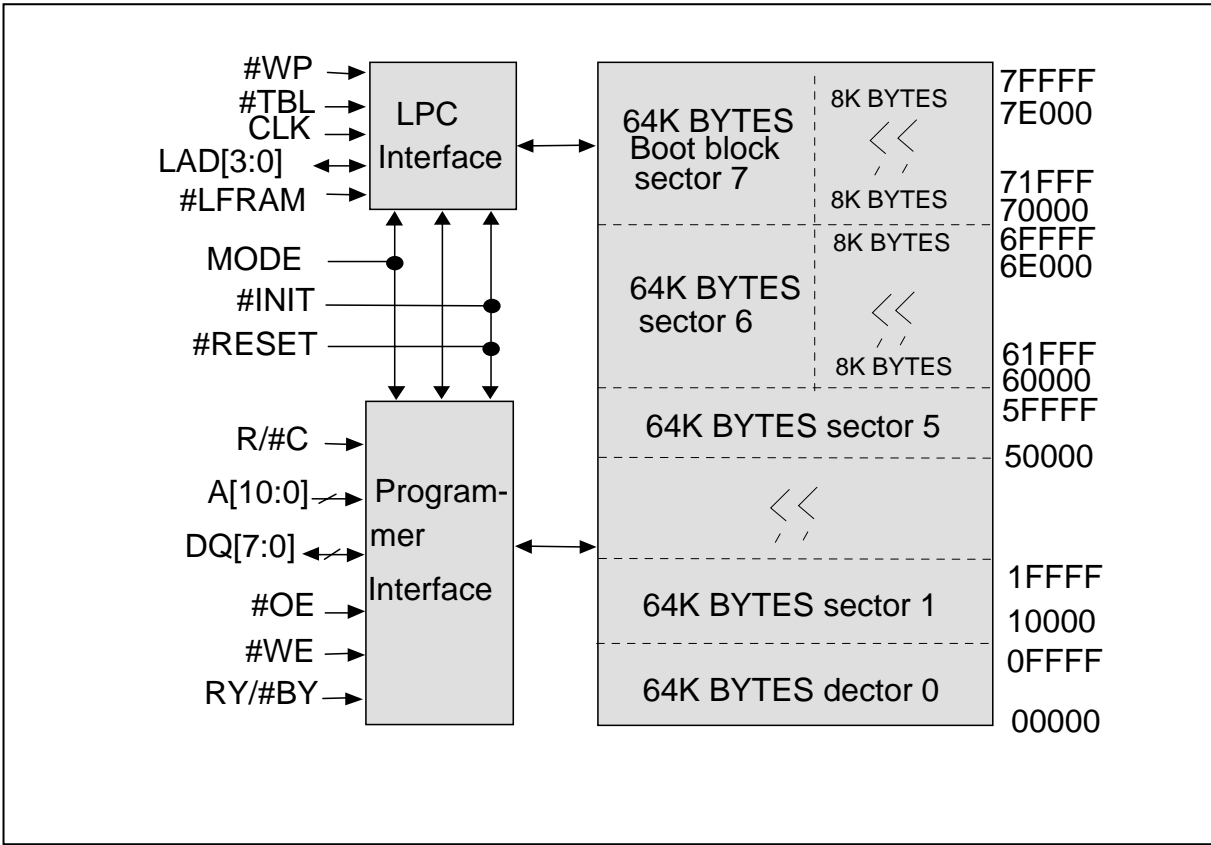 #WP
#TBL
CLK
LAD[3:0]
#LFRAM
LPC
Interface
MODE
#INIT
#RESET
R/#C
A[10:0]
DQ[7:0]
#OE
#WE
RY/#BY
Program-
mer
Interface
64K BYTES
Boot block
sector 7
8K BYTES
8K BYTES
64K BYTES
sector 6
8K BYTES
8K BYTES
64K BYTES sector 5
64K BYTES sector 1
64K BYTES dector 0
7FFFF
7E000
71FFF
70000
6FFFF
6E000
61FFF
60000
5FFFF
50000
1FFFF
10000
0FFFF
00000